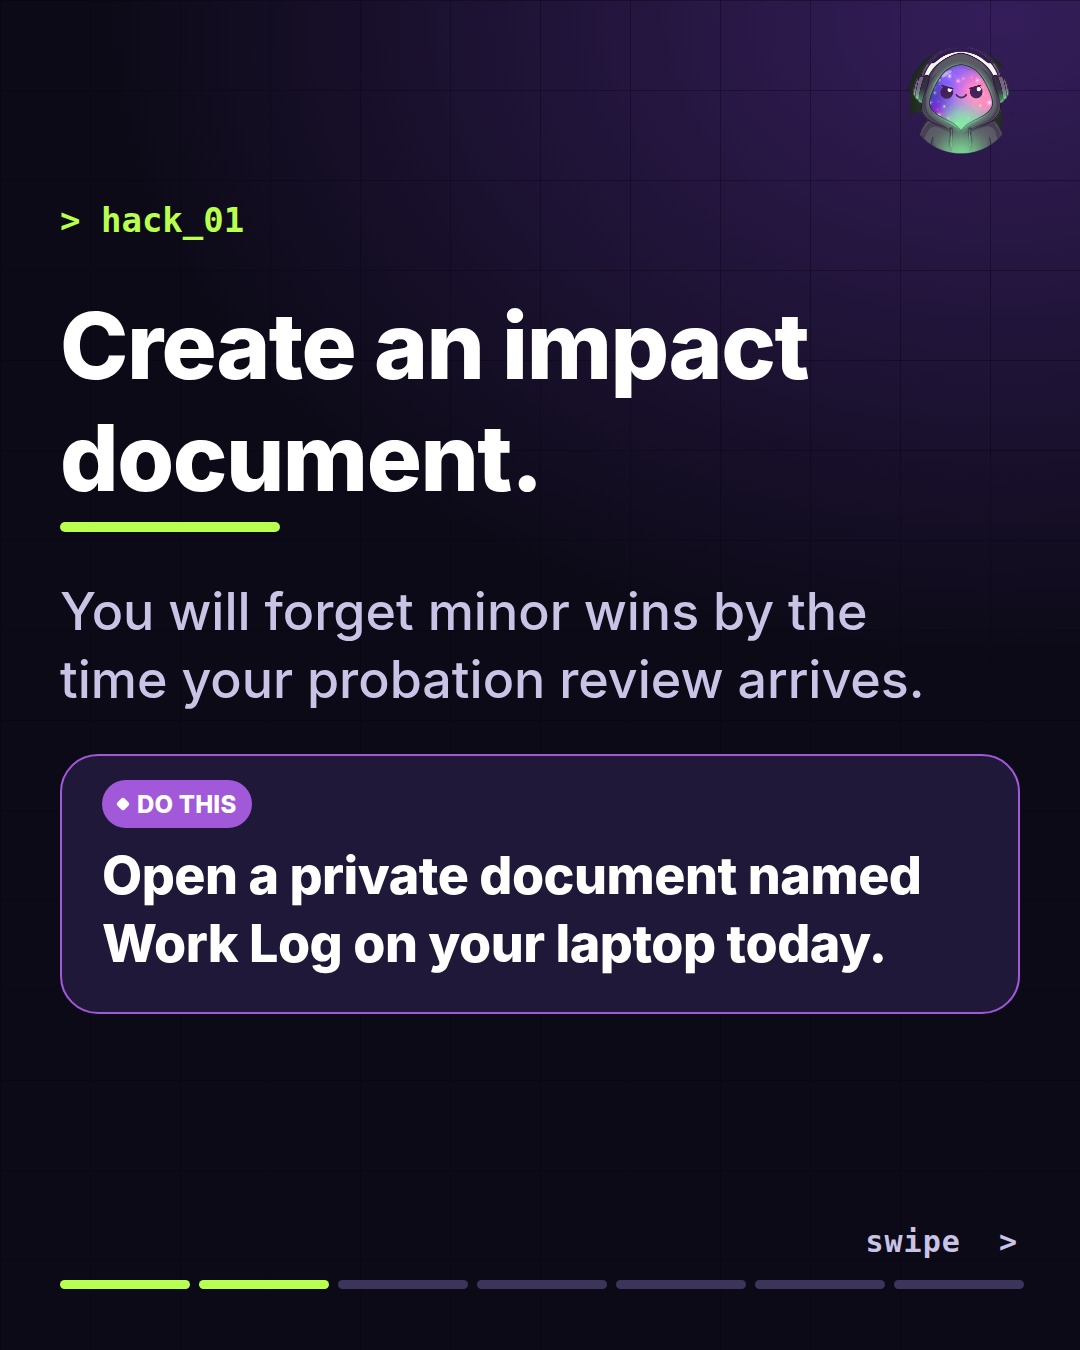 > hack_01
Create an impact
document.
You will forget minor wins by the
time your probation review arrives.
DO THIS
Open a private document named
Work Log on your laptop today.
swipe >